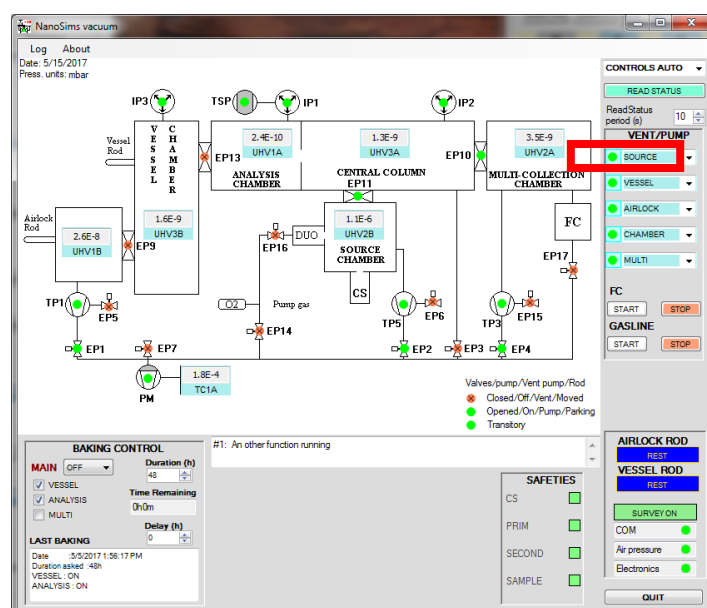 NanoSims vacuum
Log About
Date: 5/15/2017
Press. units: mbar
IP3
TSP
IP1
IP2
Vessel
Rod
VESSEL
CHAMBER
EP13
2.4E-10
UHV1A
ANALYSIS
CHAMBER
1.3E-9
UHV3A
CENTRAL COLUMN
EP11
EP10
3.5E-9
UHV2A
MULTI-COLLECTION
CHAMBER
Airlock
Rod
2.6E-8
UHV1B
EP9
1.6E-9
UHV3B
EP16
DUO
1.1E-6
UHV2B
SOURCE
CHAMBER
CS
FC
EP17
TP1
EP5
O2
Pump gas
TP5
EP6
TP3
EP15
EP14
EP1
EP7
EP2
EP3
EP4
PM
1.8E-4
TC1A
Valves/pump/Vent pump/Rod
Closed/Off/Vent/Moved
Opened/On/Pump/Parking
Transitory
CONTROLS AUTO
READ STATUS
ReadStatus
period (s) 10
VENT/PUMP
SOURCE
VESSEL
AIRLOCK
CHAMBER
MULTI
FC
START STOP
GASLINE
START STOP
BAKING CONTROL
MAIN OFF
VESSEL
ANALYSIS
MULTI
Duration (h)
48
Time Remaining
0h0m
Delay (h)
0
LAST BAKING
Date :5/5/2017 1:56:17 PM
Duration asked :48h
VESSEL : ON
ANALYSIS : ON
#1: An other function running
SAFETIES
CS
PRIM
SECOND
SAMPLE
AIRLOCK ROD
REST
VESSEL ROD
REST
SURVEY ON
COM
Air pressure
Electronics
QUIT